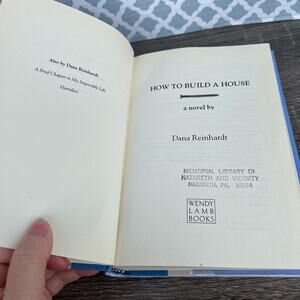 Also by Dana Reinhardt
A Brief Chapter in My Impossible Life
Harmless
HOW TO BUILD A HOUSE
a novel by
Dana Reinhardt
MEMORIAL LIBRARY OF
NAZARETH AND VICINITY
NAZARETH, PA. 18064
WENDY
LAMB
BOOKS